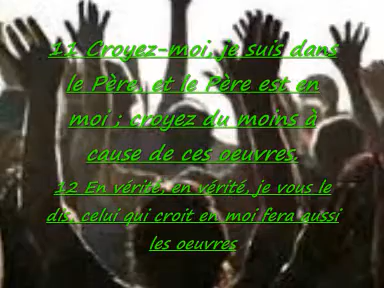 11 Croyez-moi, je suis dans
le Père, et le Père est en
moi ; croyez du moins à
cause de ces oeuvres.
12 En vérité, en vérité, je vous le
dis, celui qui croit en moi fera aussi
les oeuvres